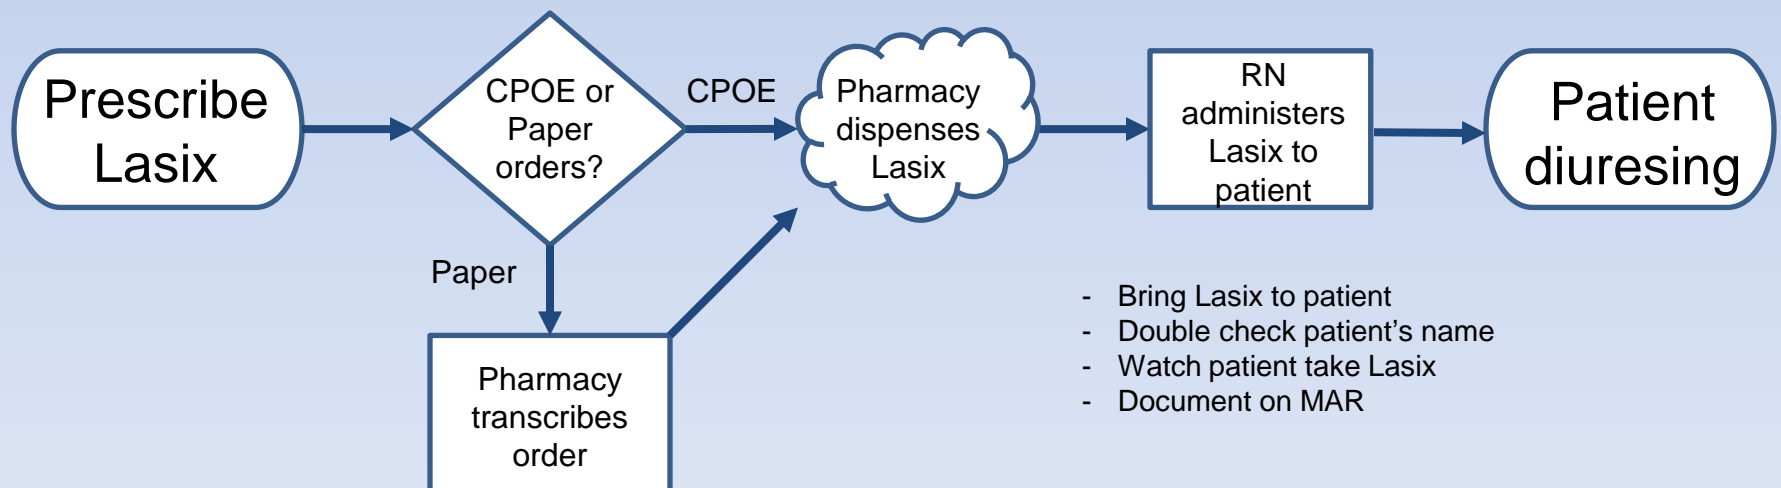 Prescribe
Lasix
CPOE or
Paper
orders?
CPOE
Pharmacy
dispenses
Lasix
RN
administers
Lasix to
patient
Patient
diuresing
Paper
Pharmacy
transcribes
order
- Bring Lasix to patient
- Double check patient’s name
- Watch patient take Lasix
- Document on MAR